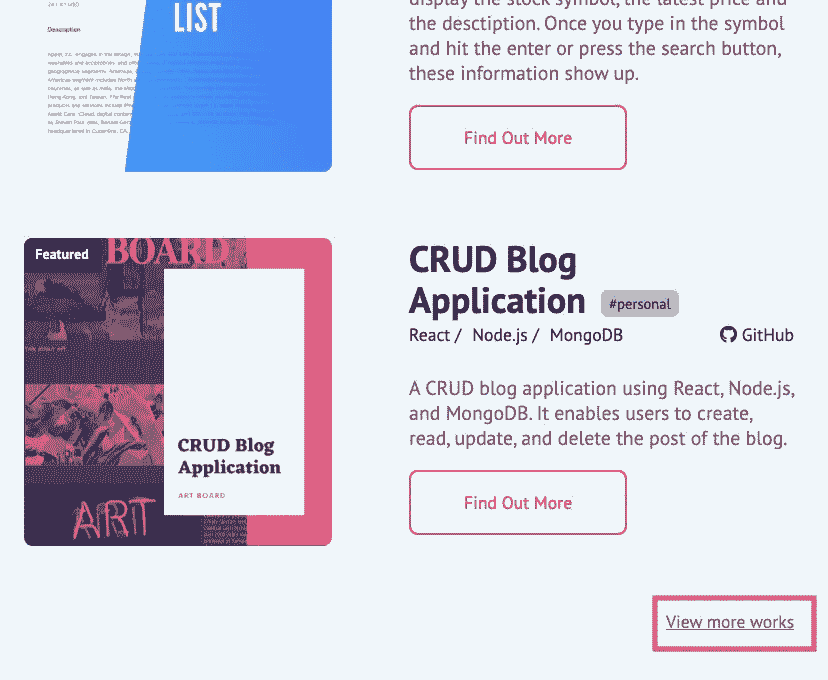 LIST
Description
display the stock symbol, the latest price and
the desctiption. Once you type in the symbol
and hit the enter or press the search button,
these information show up.
Find Out More
Featured
BOARD
CRUD Blog
Application
ART BOARD
ART
CRUD Blog
Application #personal
React / Node.js / MongoDB GitHub
A CRUD blog application using React, Node.js,
and MongoDB. It enables users to create,
read, update, and delete the post of the blog.
Find Out More
View more works